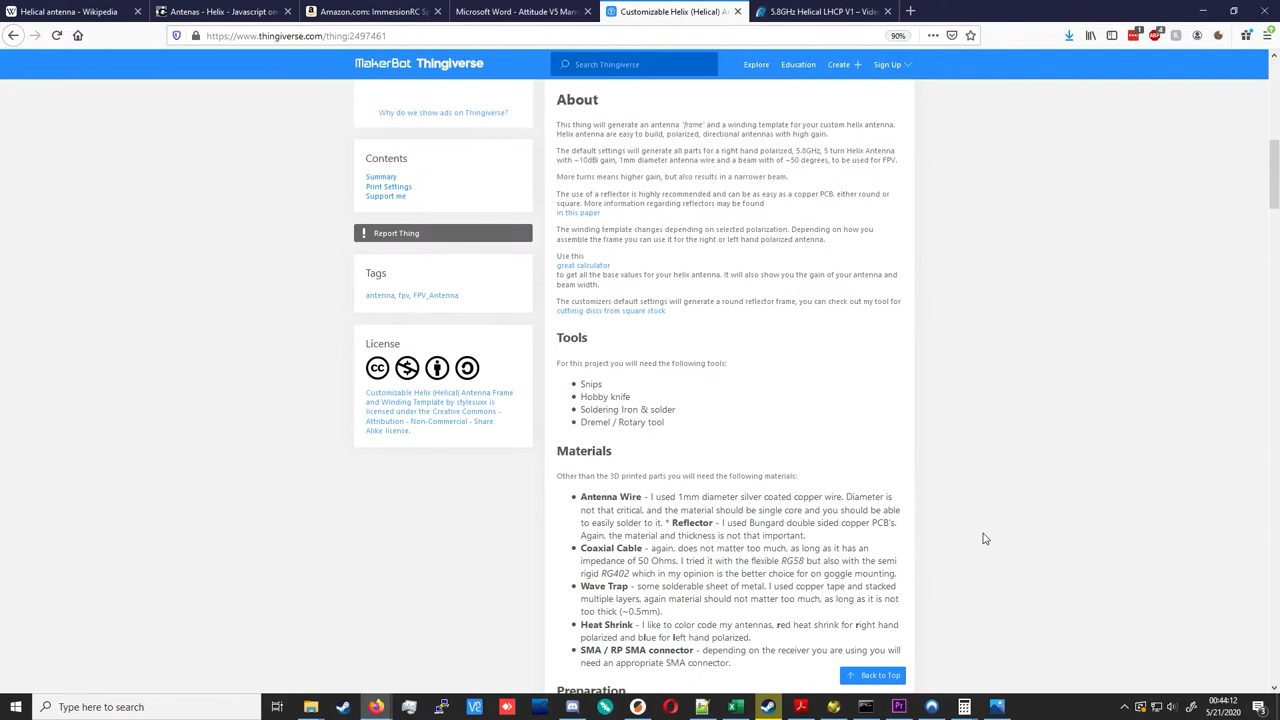 Helical antenna - Wikipedia
Antenas - Helix - Javascript on
Amazon.com: ImmersionRC Sp
Microsoft Word - Attitude V5 Man
Customizable Helix (Helical) A
5.8GHz Helical LHCP V1 – Vide
https://www.thingiverse.com/thing:2497461
90%
MakerBot Thingiverse
Search Thingiverse
Explore
Education
Create
Sign Up
Why do we show ads on Thingiverse?
Contents
Summary
Print Settings
Support me
Report Thing
Tags
antenna, fpv, FPV_Antenna
License
Customizable Helix (Helical) Antenna Frame
and Winding Template by stylesuxx is
licensed under the Creative Commons -
Attribution - Non-Commercial - Share
Alike license.
About
This thing will generate an antenna 'frame' and a winding template for your custom helix antenna.
Helix antenna are easy to build, polarized, directional antennas with high gain.
The default settings will generate all parts for a right hand polarized, 5.8GHz, 5 turn Helix Antenna
with ~10dBi gain, 1mm diameter antenna wire and a beam with of ~50 degrees, to be used for FPV.
More turns means higher gain, but also results in a narrower beam.
The use of a reflector is highly recommended and can be as easy as a copper PCB. either round or
square. More information regarding reflectors may be found
in this paper
The winding template changes depending on selected polarization. Depending on how you
assemble the frame you can use it for the right or left hand polarized antenna.
Use this
great calculator
to get all the base values for your helix antenna. It will also show you the gain of your antenna and
beam width.
The customizers default settings will generate a round reflector frame, you can check out my tool for
cuttinig discs from square stock
Tools
For this project you will need the following tools:
Snips
Hobby knife
Soldering Iron & solder
Dremel / Rotary tool
Materials
Other than the 3D printed parts you will need the following materials:
Antenna Wire - I used 1mm diameter silver coated copper wire. Diameter is
not that critical, and the material should be single core and you should be able
to easily solder to it. * Reflector - I used Bungard double sided copper PCB's.
Again, the material and thickness is not that important.
Coaxial Cable - again, does not matter too much, as long as it has an
impedance of 50 Ohms. I tried it with the flexible RG58 but also with the semi
rigid RG402 which in my opinion is the better choice for on goggle mounting.
Wave Trap - some solderable sheet of metal. I used copper tape and stacked
multiple layers, again material should not matter too much, as long as it is not
too thick (~0.5mm).
Heat Shrink - I like to color code my antennas, red heat shrink for right hand
polarized and blue for left hand polarized.
SMA / RP SMA connector - depending on the receiver you are using you will
need an appropriate SMA connector.
Back to Top
Preparation
Type here to search
00:44:12
5/21/2020